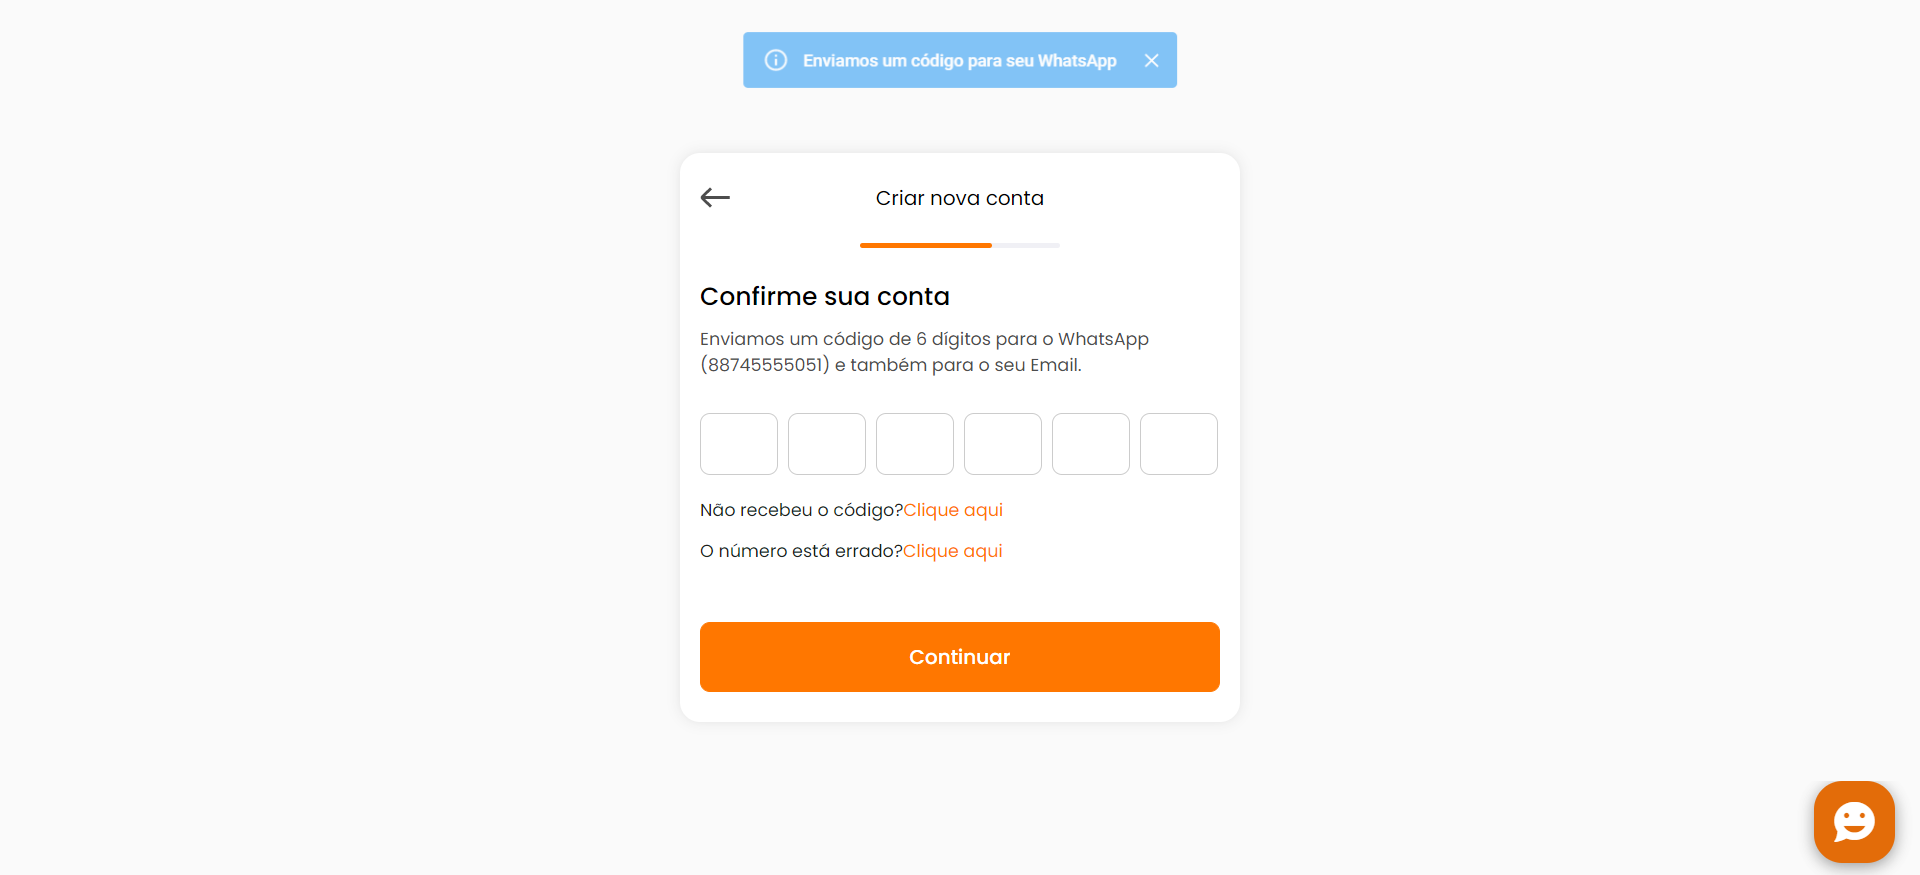 Enviamos um código para seu WhatsApp
Criar nova conta
Confirme sua conta
Enviamos um código de 6 dígitos para o WhatsApp
(88745555051) e também para o seu Email.
Não recebeu o código?Clique aqui
O número está errado?Clique aqui
Continuar